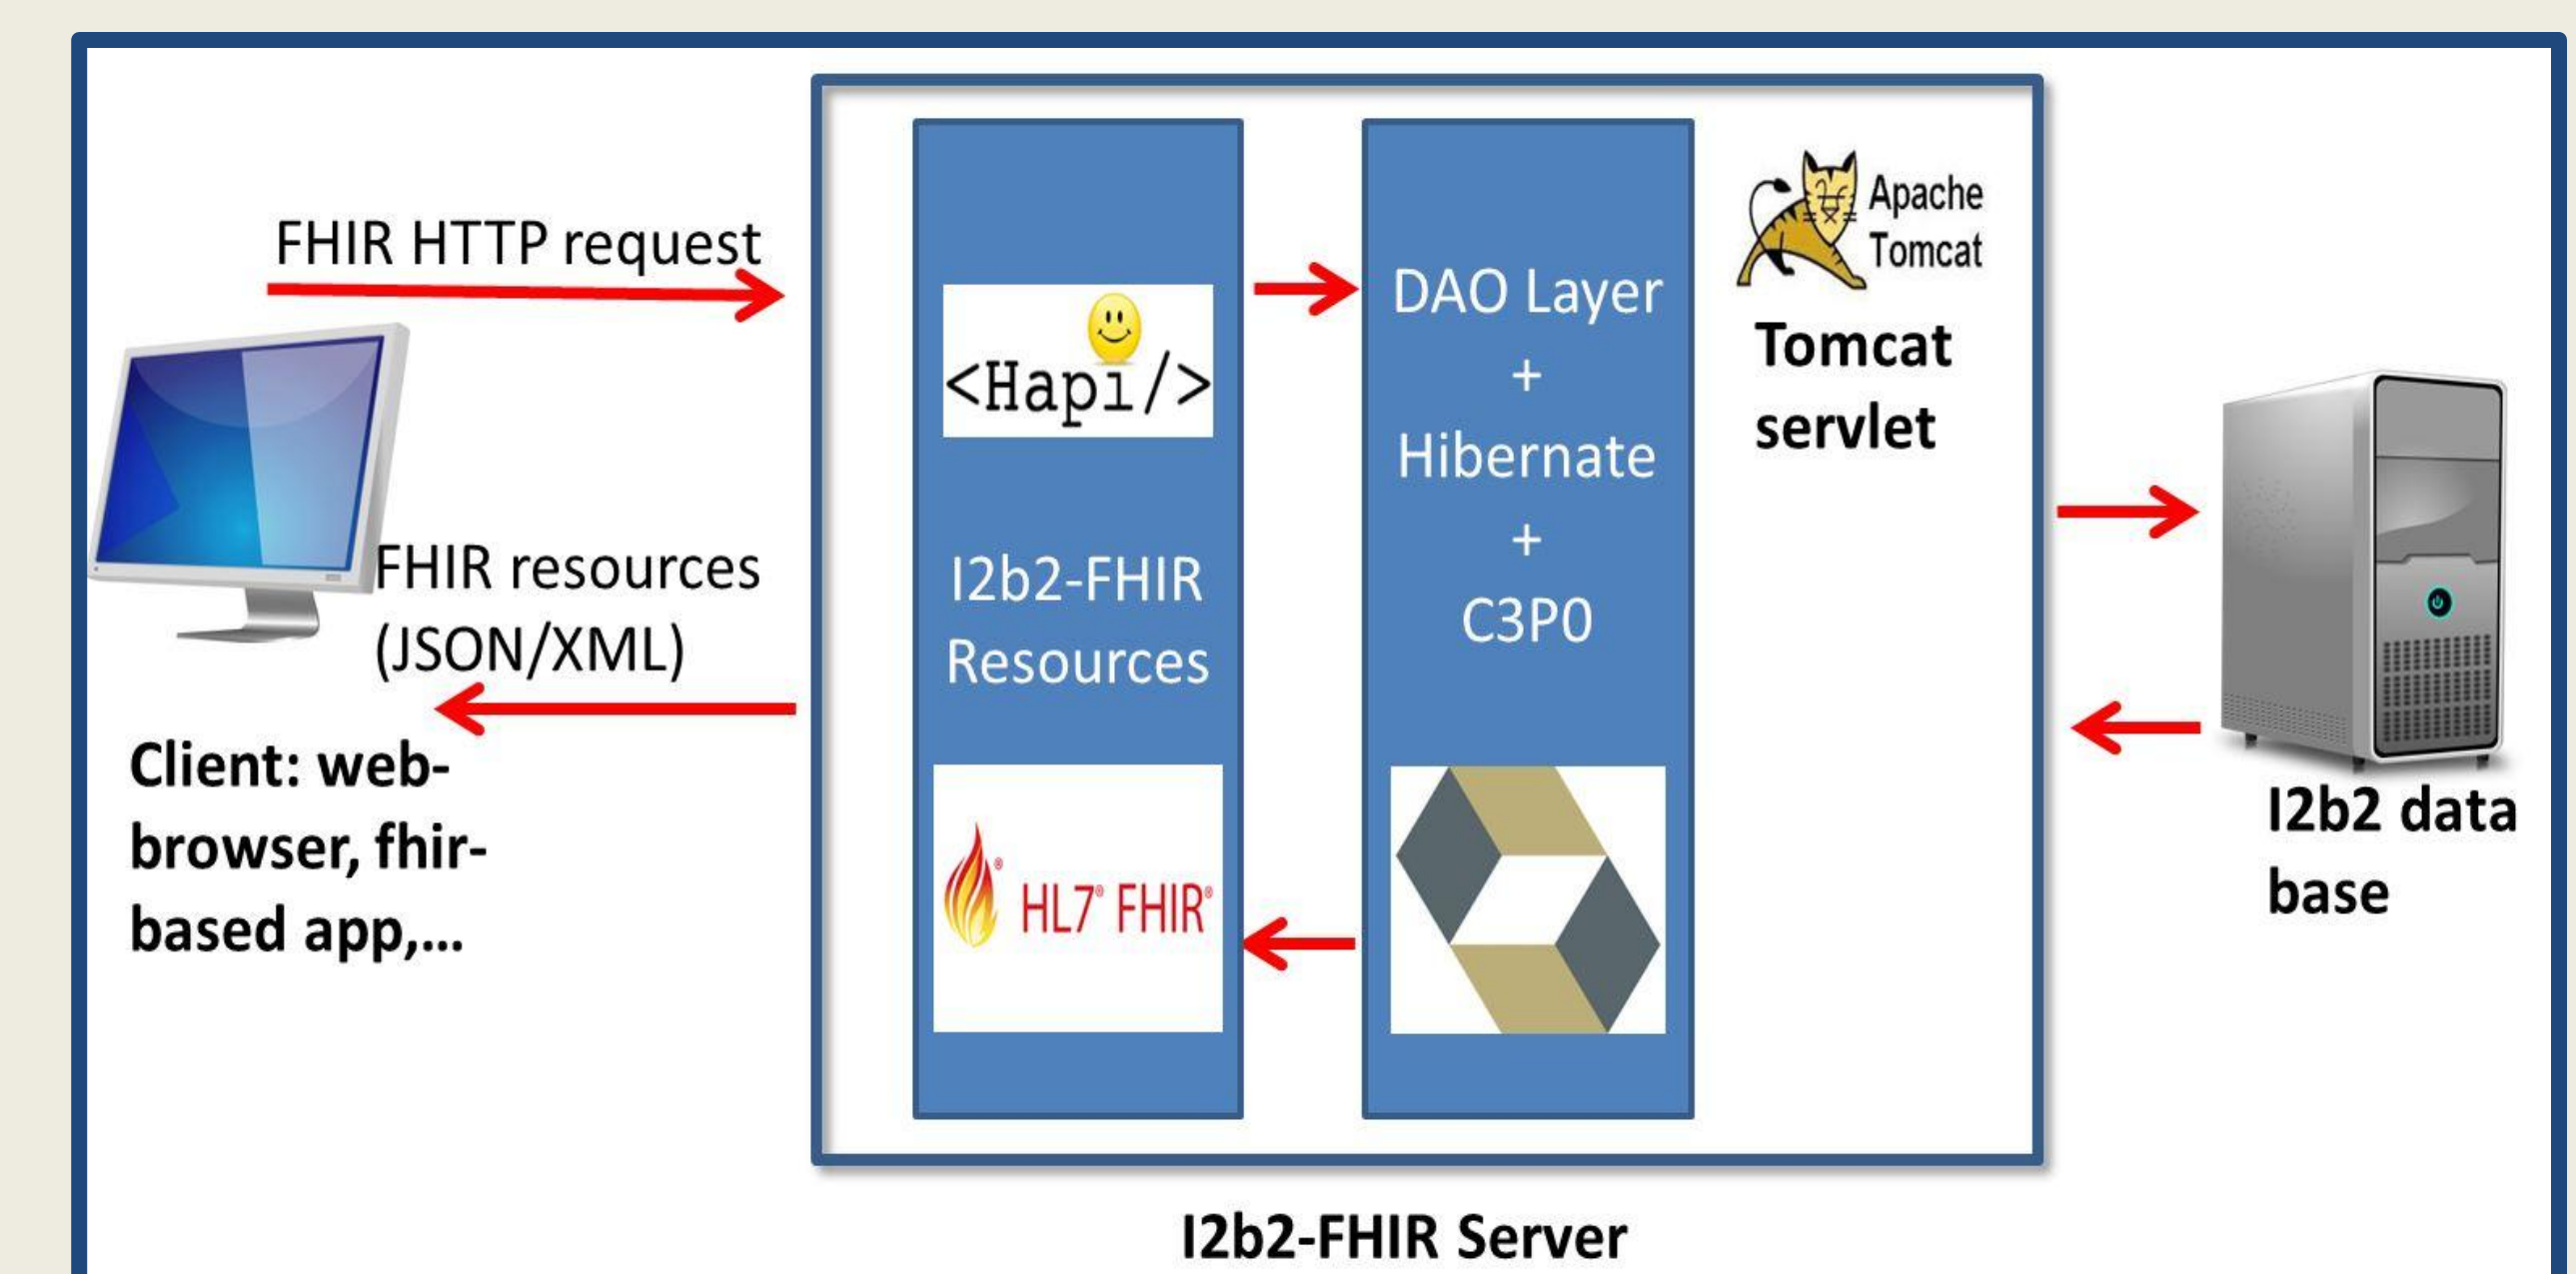 FHIR HTTP request
FHIR resources
(JSON/XML)
Client: web-
browser, fhir-
based app,...
<Hapi/>
I2b2-FHIR
Resources
HL7® FHIR®
DAO Layer
+
Hibernate
+
C3P0
Apache
Tomcat
Tomcat
servlet
I2b2 data
base
I2b2-FHIR Server